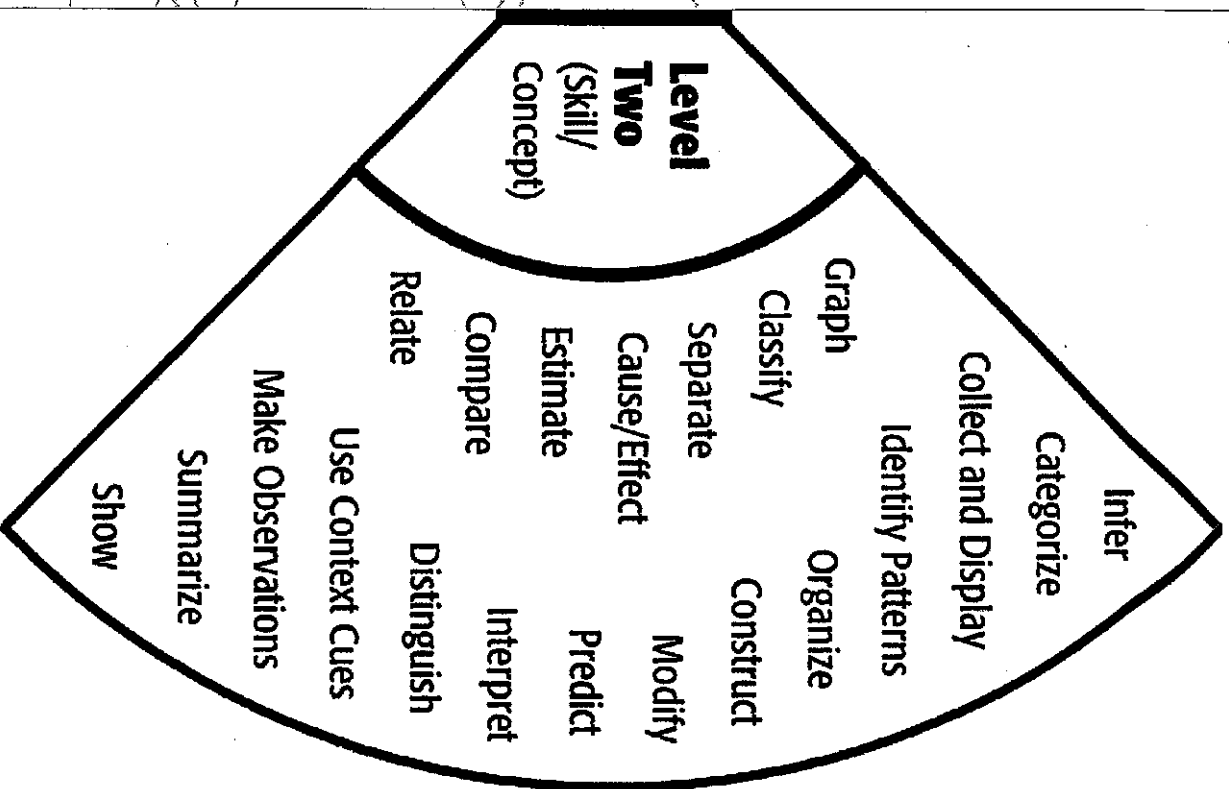 Level
Two
(Skill/
Concept)
Infer
Categorize
Collect and Display
Identify Patterns
Organize
Construct
Modify
Predict
Interpret
Distinguish
Use Context Cues
Make Observations
Summarize
Show
Graph
Classify
Separate
Cause/Effect
Estimate
Compare
Relate